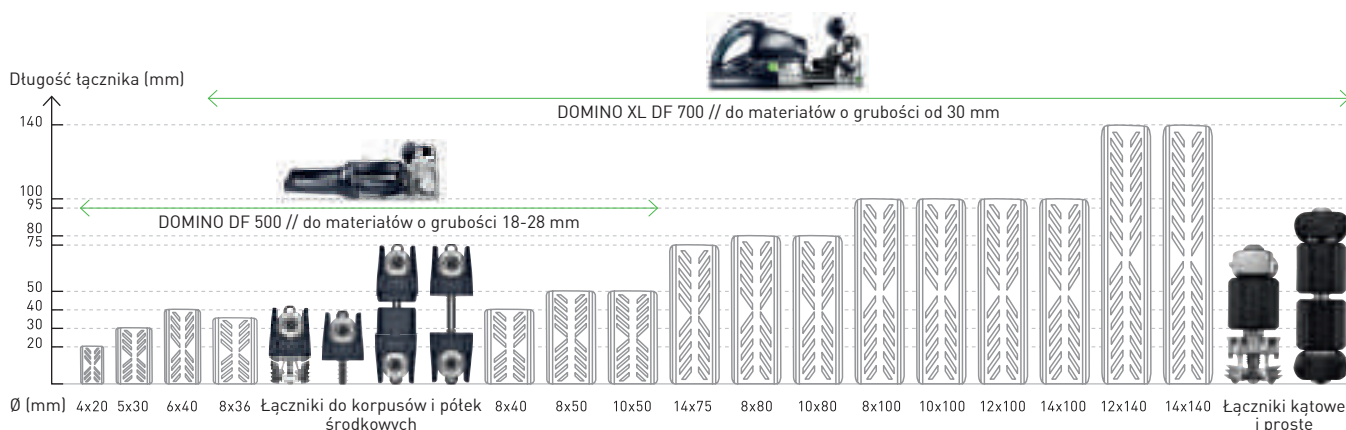 Długość łącznika (mm)
DOMINO XL DF 700 // do materiałów o grubości od 30 mm
140
100
95
DOMINO DF 500 // do materiałów o grubości 18-28 mm
80
75
50
40
30
20
Ø (mm)
4x20
5x30
6x40
8x36
Łączniki do korpusów i półek
środkowych
8x40
8x50
10x50
14x75
8x80
10x80
8x100
10x100
12x100
14x100
12x140
14x140
Łączniki kątowe
i proste